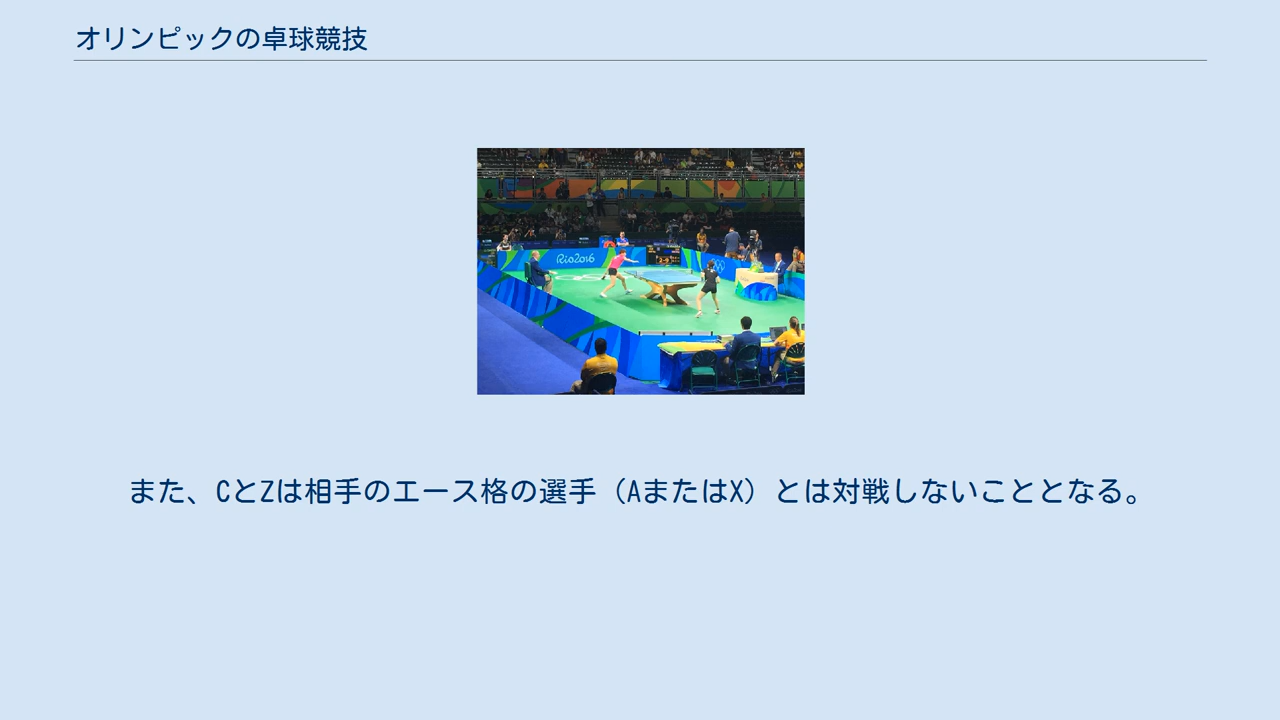 オリンピックの卓球競技
Rio2016
また、CとZは相手のエース格の選手（AまたはX）とは対戦しないこととなる。